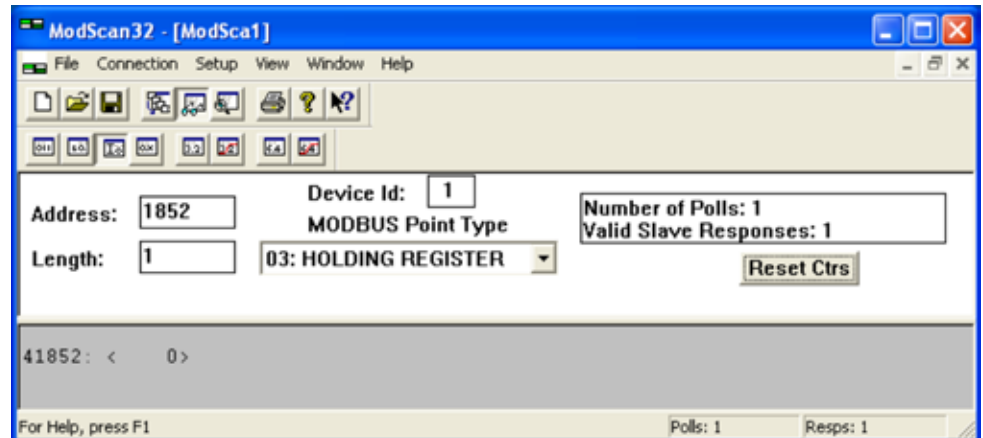 ModScan32 - [ModSca1]
File Connection Setup View Window Help
Address: 1852
Device Id: 1
MODBUS Point Type
Length: 1
03: HOLDING REGISTER
Number of Polls: 1
Valid Slave Responses: 1
Reset Ctrs
41852: <    0>
For Help, press F1
Polls: 1
Resps: 1